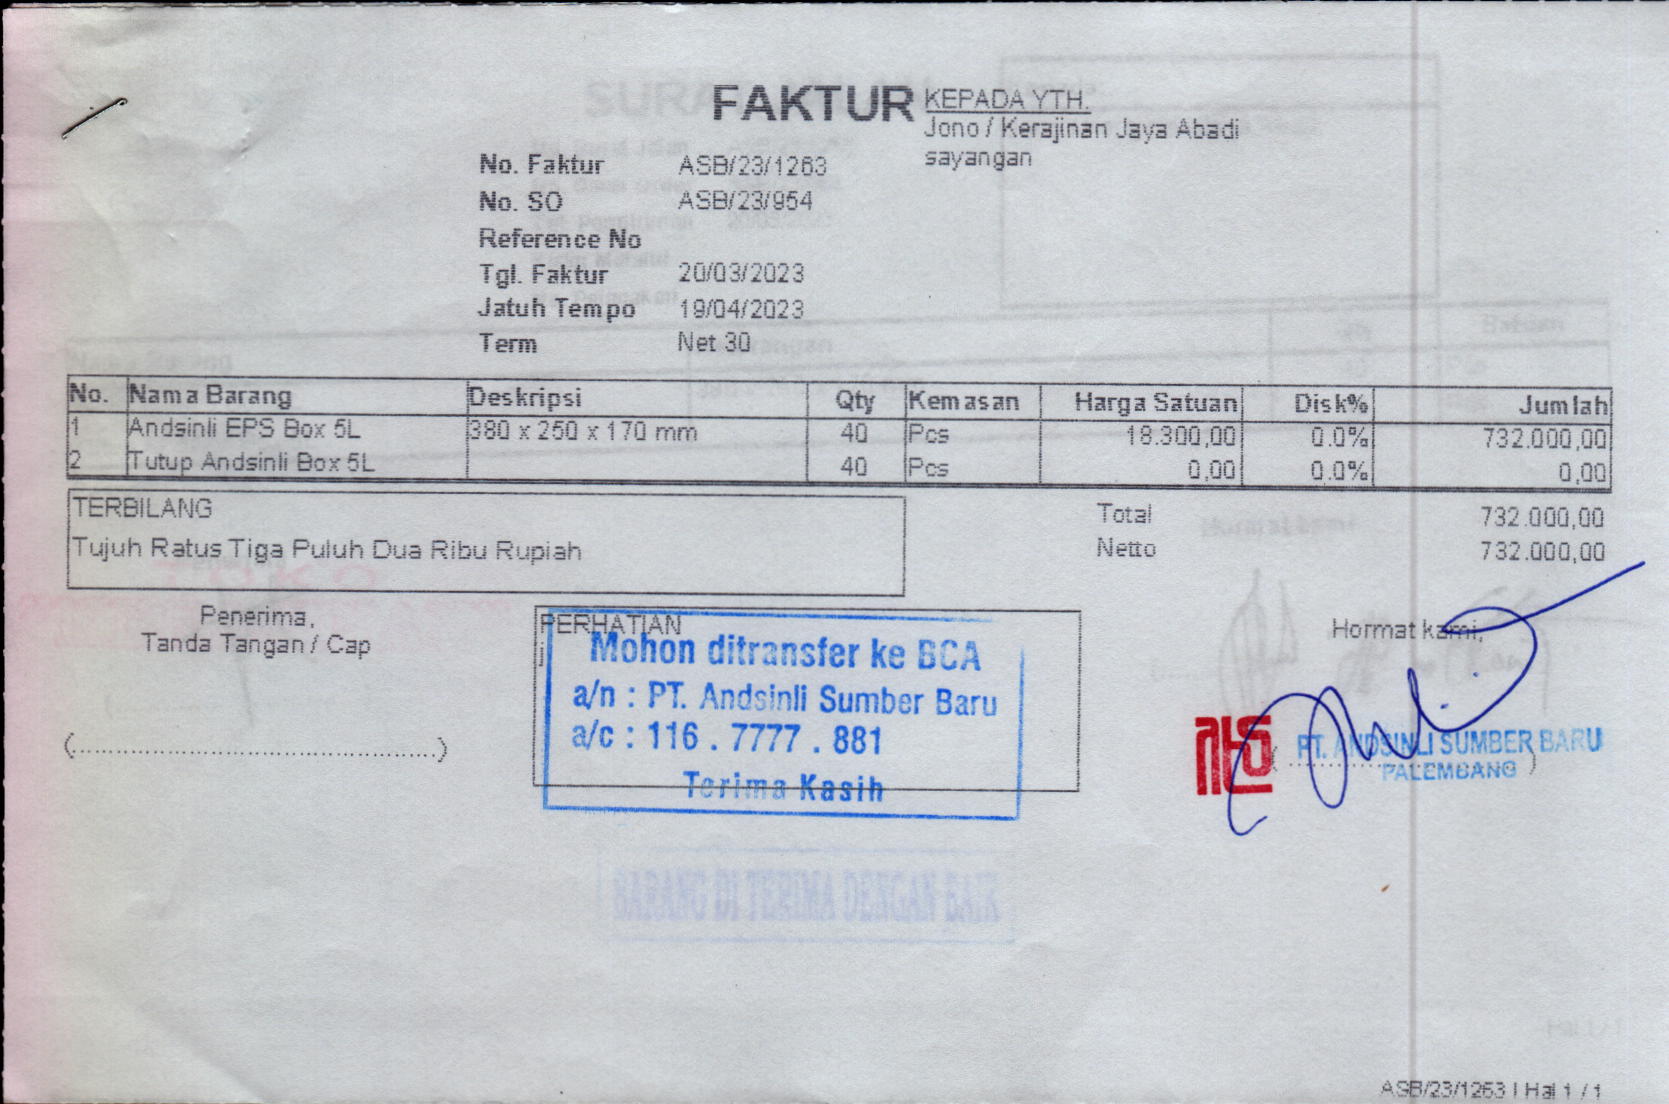 FAKTUR
KEPADA YTH.
Jono / Kerajinan Jaya Abadi
sayangan
No. Faktur ASB/23/1263
No. SO ASB/23/954
Reference No
Tgl. Faktur 20/03/2023
Jatuh Tempo 19/04/2023
Term Net 30
No. Nama Barang Deskripsi Qty Kemasan Harga Satuan Disk% Jumlah
1 Andsinli EPS Box 5L 380 x 250 x 170 mm 40 Pcs 18.300,00 0.0% 732.000,00
2 Tutup Andsinli Box 5L 40 Pcs 0,00 0.0% 0,00
TERBILANG
Tujuh Ratus Tiga Puluh Dua Ribu Rupiah
Total 732.000,00
Netto 732.000,00
Penerima,
Tanda Tangan / Cap
PERHATIAN
Mohon ditransfer ke BCA
a/n : PT. Andsinli Sumber Baru
a/c : 116 . 7777 . 881
Terima Kasih
Hormat kami,
PT. ANDSINLI SUMBER BARU
PALEMBANG
BARANG DI TERIMA DENGAN BAIK
ASB/23/1263 | Hal 1 / 1